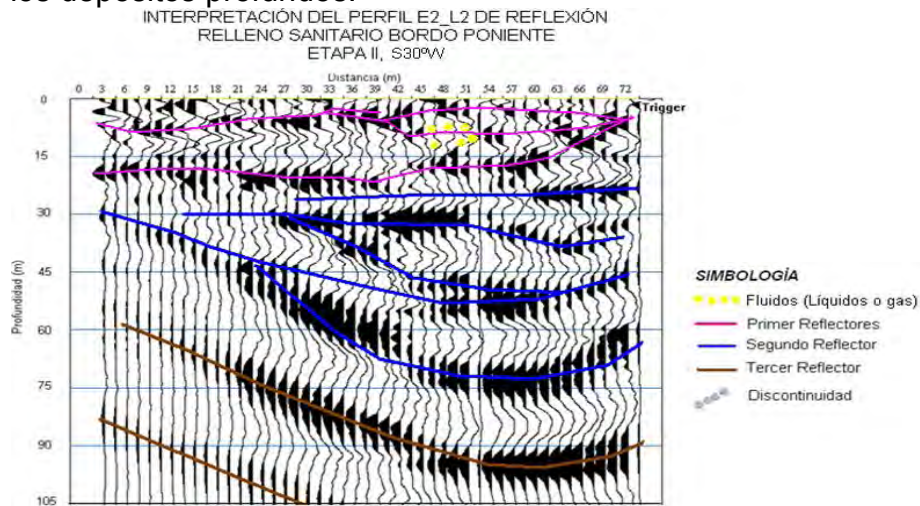 los depósitos profundos.
INTERPRETACIÓN DEL PERFIL E2_L2 DE REFLEXIÓN
RELLENO SANITARIO BORDO PONIENTE
ETAPA II, S30ºW
Distancia (m)
0 3 6 9 12 15 18 21 24 27 30 33 36 39 42 45 48 51 54 57 60 63 66 69 72
Trigger
Profundidad (m)
0
15
30
45
60
75
90
105
SIMBOLOGÍA
Fluidos (Líquidos o gas)
Primer Reflectores
Segundo Reflector
Tercer Reflector
Discontinuidad